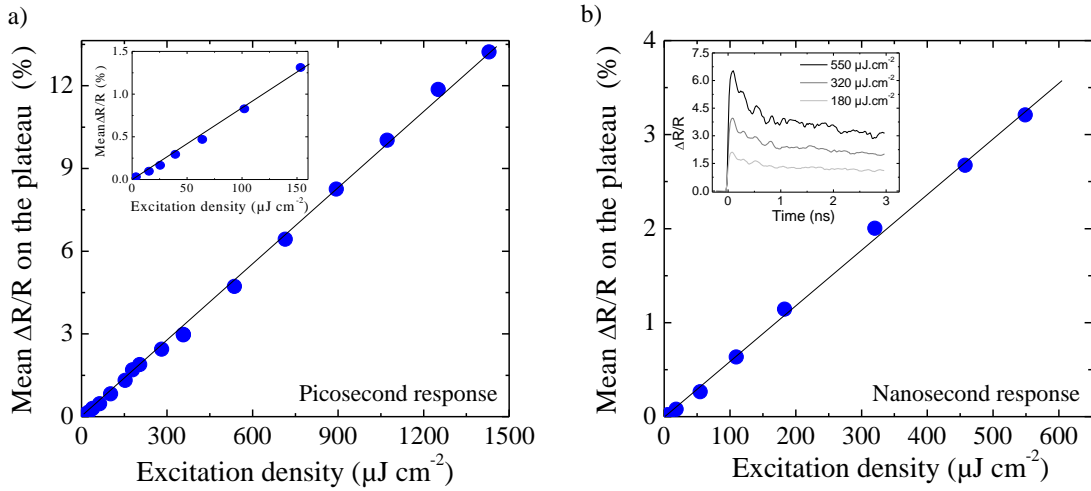 a)
Mean ΔR/R on the plateau (%)
12
9
6
3
0
0 300 600 900 1200 1500
Excitation density (µJ cm-2)
Picosecond response
Mean ΔR/R (%)
1.5
1.0
0.5
0.0
0 50 100 150
Excitation density (µJ cm-2)
b)
Mean ΔR/R on the plateau (%)
4
3
2
1
0
0 100 200 300 400 500 600
Excitation density (µJ cm-2)
Nanosecond response
ΔR/R
7.5
6.0
4.5
3.0
1.5
0.0
0 1 2 3
Time (ns)
550 µJ.cm-2
320 µJ.cm-2
180 µJ.cm-2